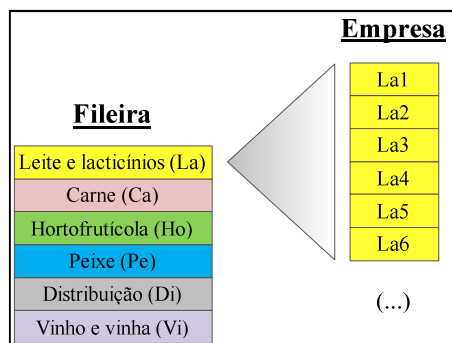 Fileira
Leite e lacticínios (La)
Carne (Ca)
Hortofrutícola (Ho)
Peixe (Pe)
Distribuição (Di)
Vinho e vinha (Vi)
Empresa
La1
La2
La3
La4
La5
La6
(...)